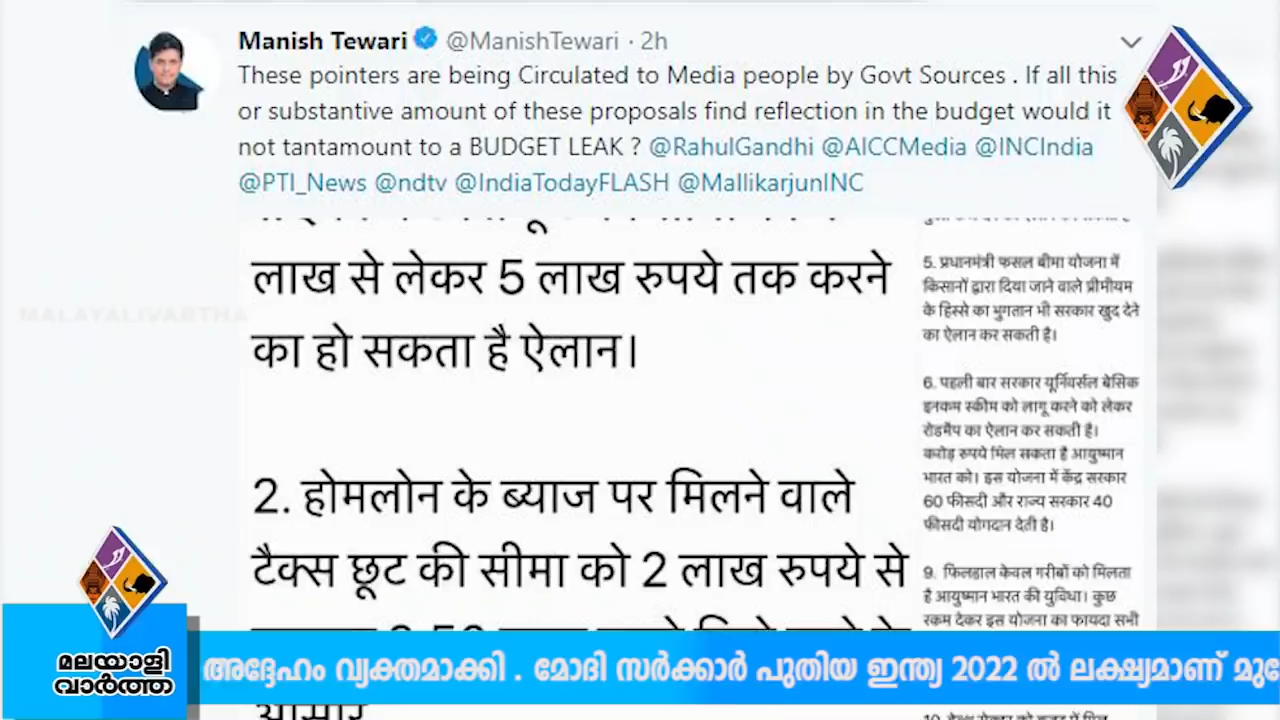 Manish Tewari @ManishTewari · 2h
These pointers are being Circulated to Media people by Govt Sources . If all this
or substantive amount of these proposals find reflection in the budget would it
not tantamount to a BUDGET LEAK ? @RahulGandhi @AICCMedia @INCIndia
@PTI_News @ndtv @IndiaTodayFLASH @MallikarjunINC
लाख से लेकर 5 लाख रुपये तक करने
का हो सकता है ऐलान।
2. होमलोन के ब्याज पर मिलने वाले
टैक्स छूट की सीमा को 2 लाख रुपये से
5. प्रधानमंत्री फसल बीमा योजना में
किसानों द्वारा दिया जाने वाले प्रीमीयम
के हिस्से का भुगतान भी सरकार खुद देने
का ऐलान कर सकती है।
6. पहली बार सरकार यूर्निवर्सल बेसिक
इनकम स्कीम को लागू करने को लेकर
रोडमैप का ऐलान कर सकती है।
करोड़ रुपये मिल सकता है आयुष्मान
भारत को। इस योजना में केंद्र सरकार
60 फीसदी और राज्य सरकार 40
फीसदी योगदान देती है।
9. फिलहाल केवल गरीबों को मिलता
है आयुष्मान भारत की युविधा। कुछ
रकम देकर इस योजना का फायदा सभी
MALAYALIVARTHA
മലയാളി
വാർത്ത
അദ്ദേഹം വ്യക്തമാക്കി . മോദി സർക്കാർ പുതിയ ഇന്ത്യ 2022 ൽ ലക്ഷ്യമാണ്